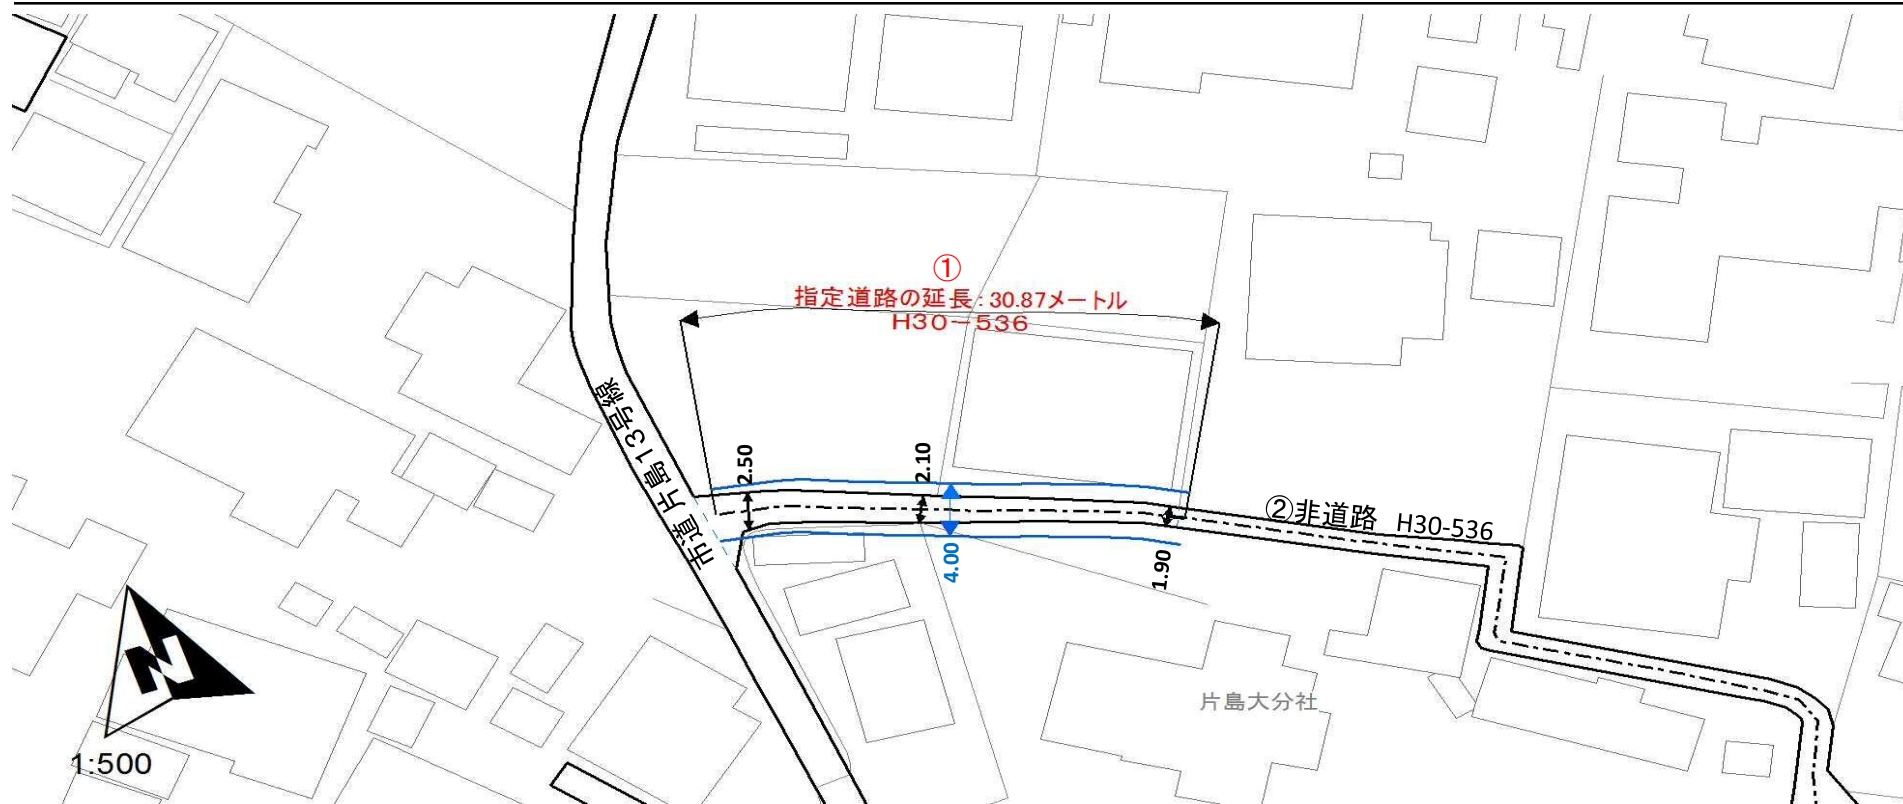 ①
指定道路の延長:30.87メートル
H30-536
市道 片島13号線
2.50
2.10
4.00
1.90
②非道路 H30-536
片島大分社
N
1:500